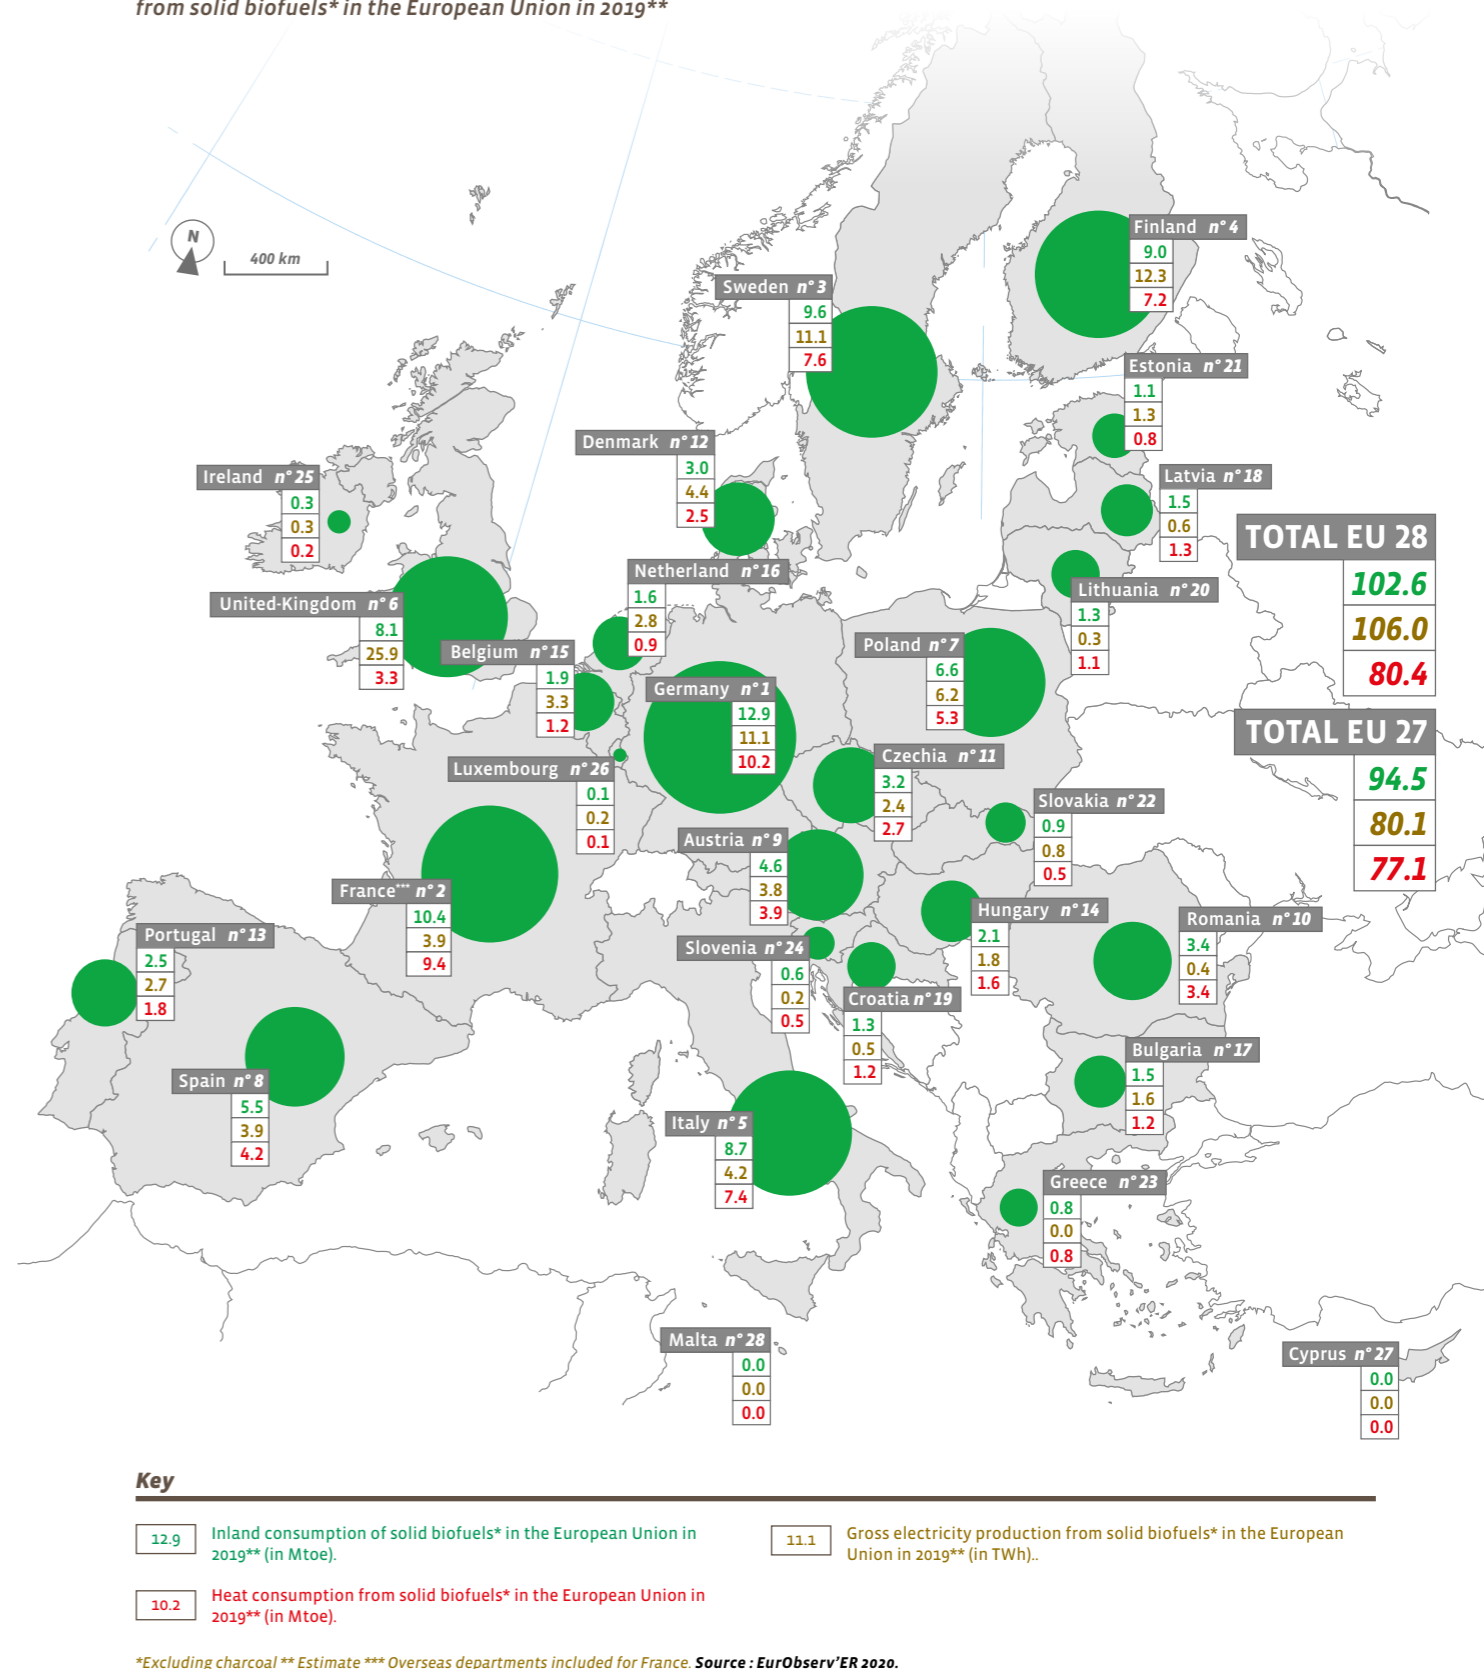 from solid biofuels* in the European Union in 2019**
N
400 km
Finland n° 4
9.0
12.3
7.2
Sweden n° 3
9.6
11.1
7.6
Estonia n° 21
1.1
1.3
0.8
Denmark n° 12
3.0
4.4
2.5
Ireland n° 25
0.3
0.3
0.2
Latvia n° 18
1.5
0.6
1.3
TOTAL EU 28
102.6
106.0
80.4
Netherland n° 16
1.6
2.8
0.9
Lithuania n° 20
1.3
0.3
1.1
United-Kingdom n° 6
8.1
25.9
3.3
Belgium n° 15
1.9
3.3
1.2
Poland n° 7
6.6
6.2
5.3
Germany n° 1
12.9
11.1
10.2
TOTAL EU 27
94.5
80.1
77.1
Czechia n° 11
3.2
2.4
2.7
Luxembourg n° 26
0.1
0.2
0.1
Slovakia n° 22
0.9
0.8
0.5
Austria n° 9
4.6
3.8
3.9
France*** n° 2
10.4
3.9
9.4
Hungary n° 14
2.1
1.8
1.6
Romania n° 10
3.4
0.4
3.4
Portugal n° 13
2.5
2.7
1.8
Slovenia n° 24
0.6
0.2
0.5
Croatia n° 19
1.3
0.5
1.2
Bulgaria n° 17
1.5
1.6
1.2
Spain n° 8
5.5
3.9
4.2
Italy n° 5
8.7
4.2
7.4
Greece n° 23
0.8
0.0
0.8
Malta n° 28
0.0
0.0
0.0
Cyprus n° 27
0.0
0.0
0.0
Key
12.9
Inland consumption of solid biofuels* in the European Union in
2019** (in Mtoe).
11.1
Gross electricity production from solid biofuels* in the European
Union in 2019** (in TWh)..
10.2
Heat consumption from solid biofuels* in the European Union in
2019** (in Mtoe).
*Excluding charcoal ** Estimate *** Overseas departments included for France. Source : EurObserv'ER 2020.